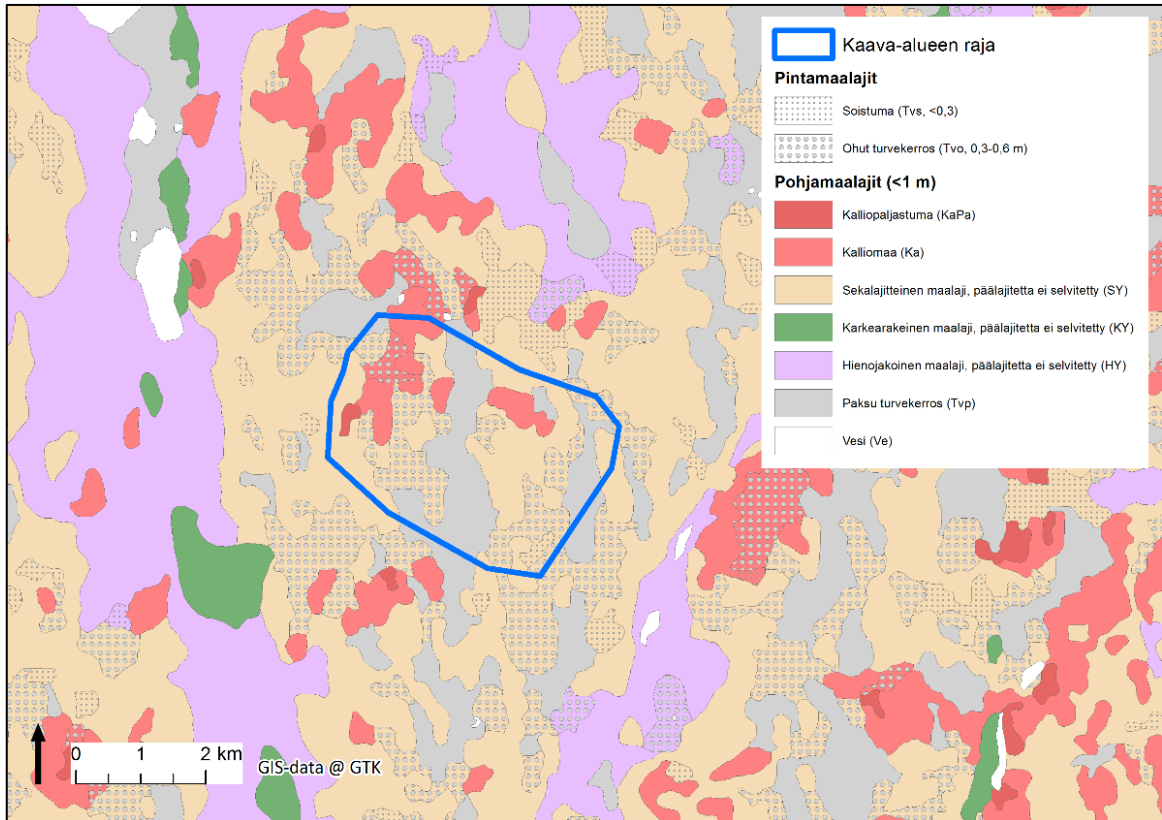 Kaava-alueen raja
Pintamaalajit
Soistuma (Tvs, <0,3)
Ohut turvekerros (Tvo, 0,3-0,6 m)
Pohjamaalajit (<1 m)
Kalliopaljastuma (KaPa)
Kalliomaa (Ka)
Sekalajitteinen maalaji, päälajitetta ei selvitetty (SY)
Karkearakeinen maalaji, päälajitetta ei selvitetty (KY)
Hienojakoinen maalaji, päälajitetta ei selvitetty (HY)
Paksu turvekerros (Tvp)
Vesi (Ve)
0 1 2 km
GIS-data @ GTK